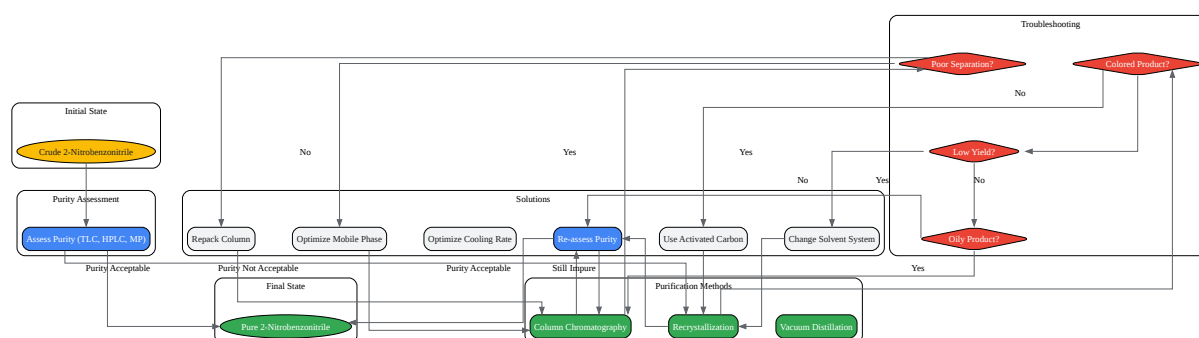 Troubleshooting
Poor Separation?
Colored Product?
No
Initial State
Crude 2-Nitrobenzonitrile
No
Yes
Yes
Low Yield?
No
Yes
No
Purity Assessment
Solutions
Assess Purity (TLC, HPLC, MP)
Repack Column
Optimize Mobile Phase
Optimize Cooling Rate
Re-assess Purity
Use Activated Carbon
Change Solvent System
Oily Product?
Purity Acceptable
Purity Not Acceptable
Purity Acceptable
Still Impure
Yes
Final State
Purification Methods
Pure 2-Nitrobenzonitrile
Column Chromatography
Recrystallization
Vacuum Distillation